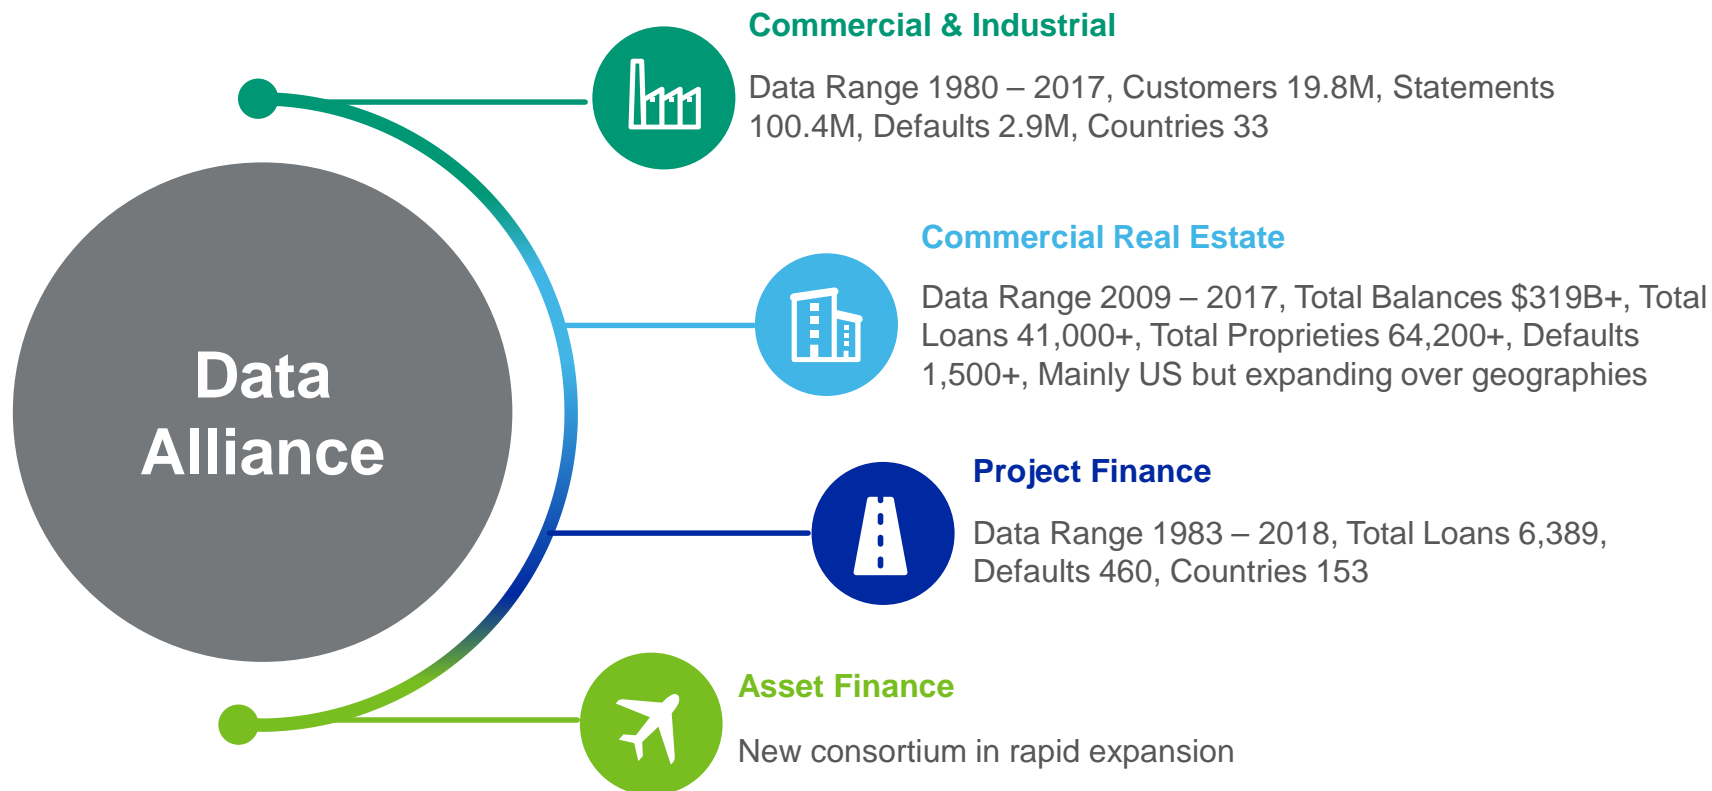 Commercial & Industrial
Data Range 1980 – 2017, Customers 19.8M, Statements
100.4M, Defaults 2.9M, Countries 33
Commercial Real Estate
Data Range 2009 – 2017, Total Balances $319B+, Total
Loans 41,000+, Total Proprieties 64,200+, Defaults
1,500+, Mainly US but expanding over geographies
Data
Alliance
Project Finance
Data Range 1983 – 2018, Total Loans 6,389,
Defaults 460, Countries 153
Asset Finance
New consortium in rapid expansion